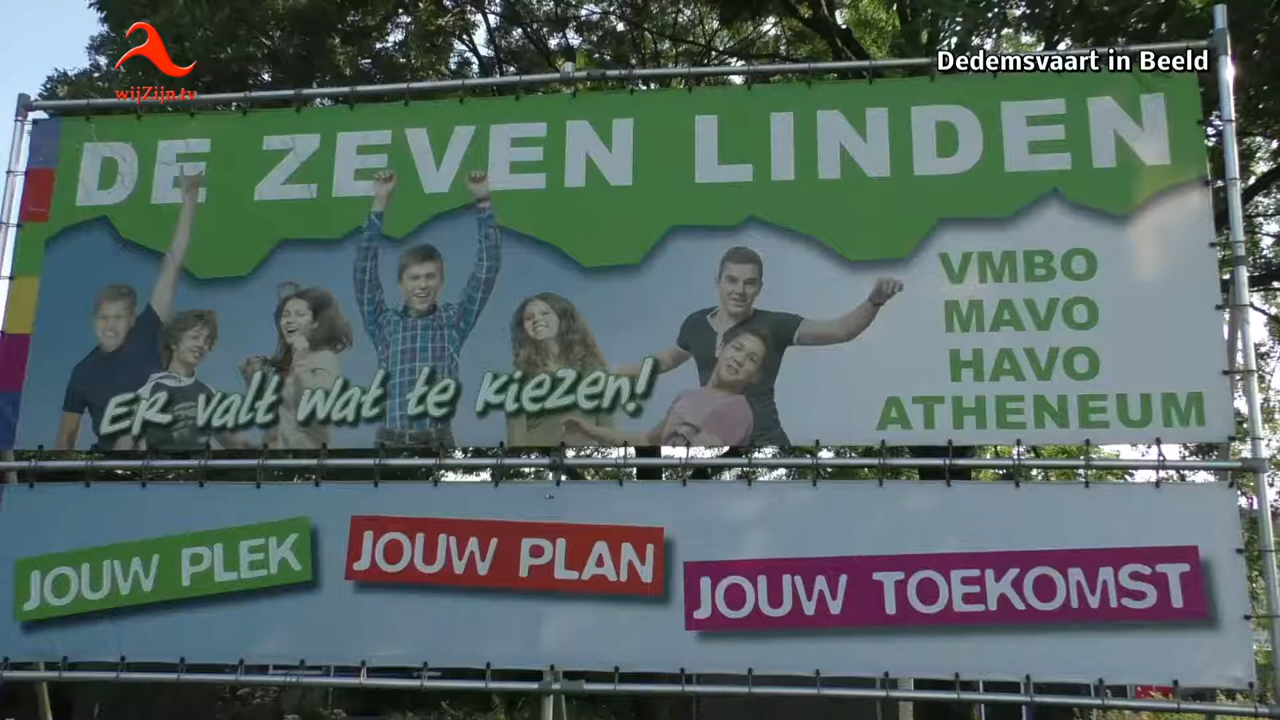 wijZijn.tv
Dedemsvaart in Beeld
DE ZEVEN LINDEN
VMBO
MAVO
HAVO
ATHENEUM
ER valt wat te kiezen!
JOUW PLEK
JOUW PLAN
JOUW TOEKOMST